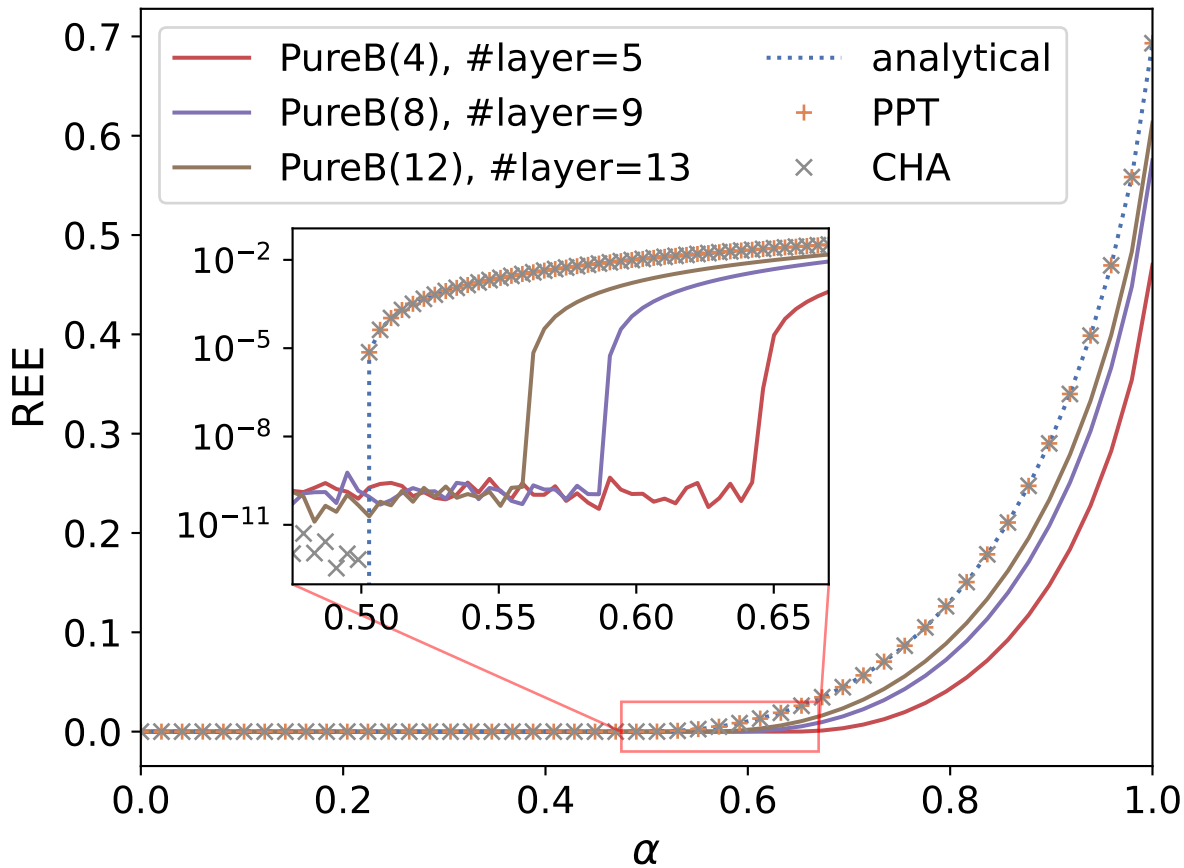 PureB(4), #layer=5
PureB(8), #layer=9
PureB(12), #layer=13
analytical
PPT
CHA
REE
0.7
0.6
0.5
0.4
0.3
0.2
0.1
0.0
10⁻²
10⁻⁵
10⁻⁸
10⁻¹¹
0.50
0.55
0.60
0.65
0.0
0.2
0.4
0.6
0.8
1.0
α